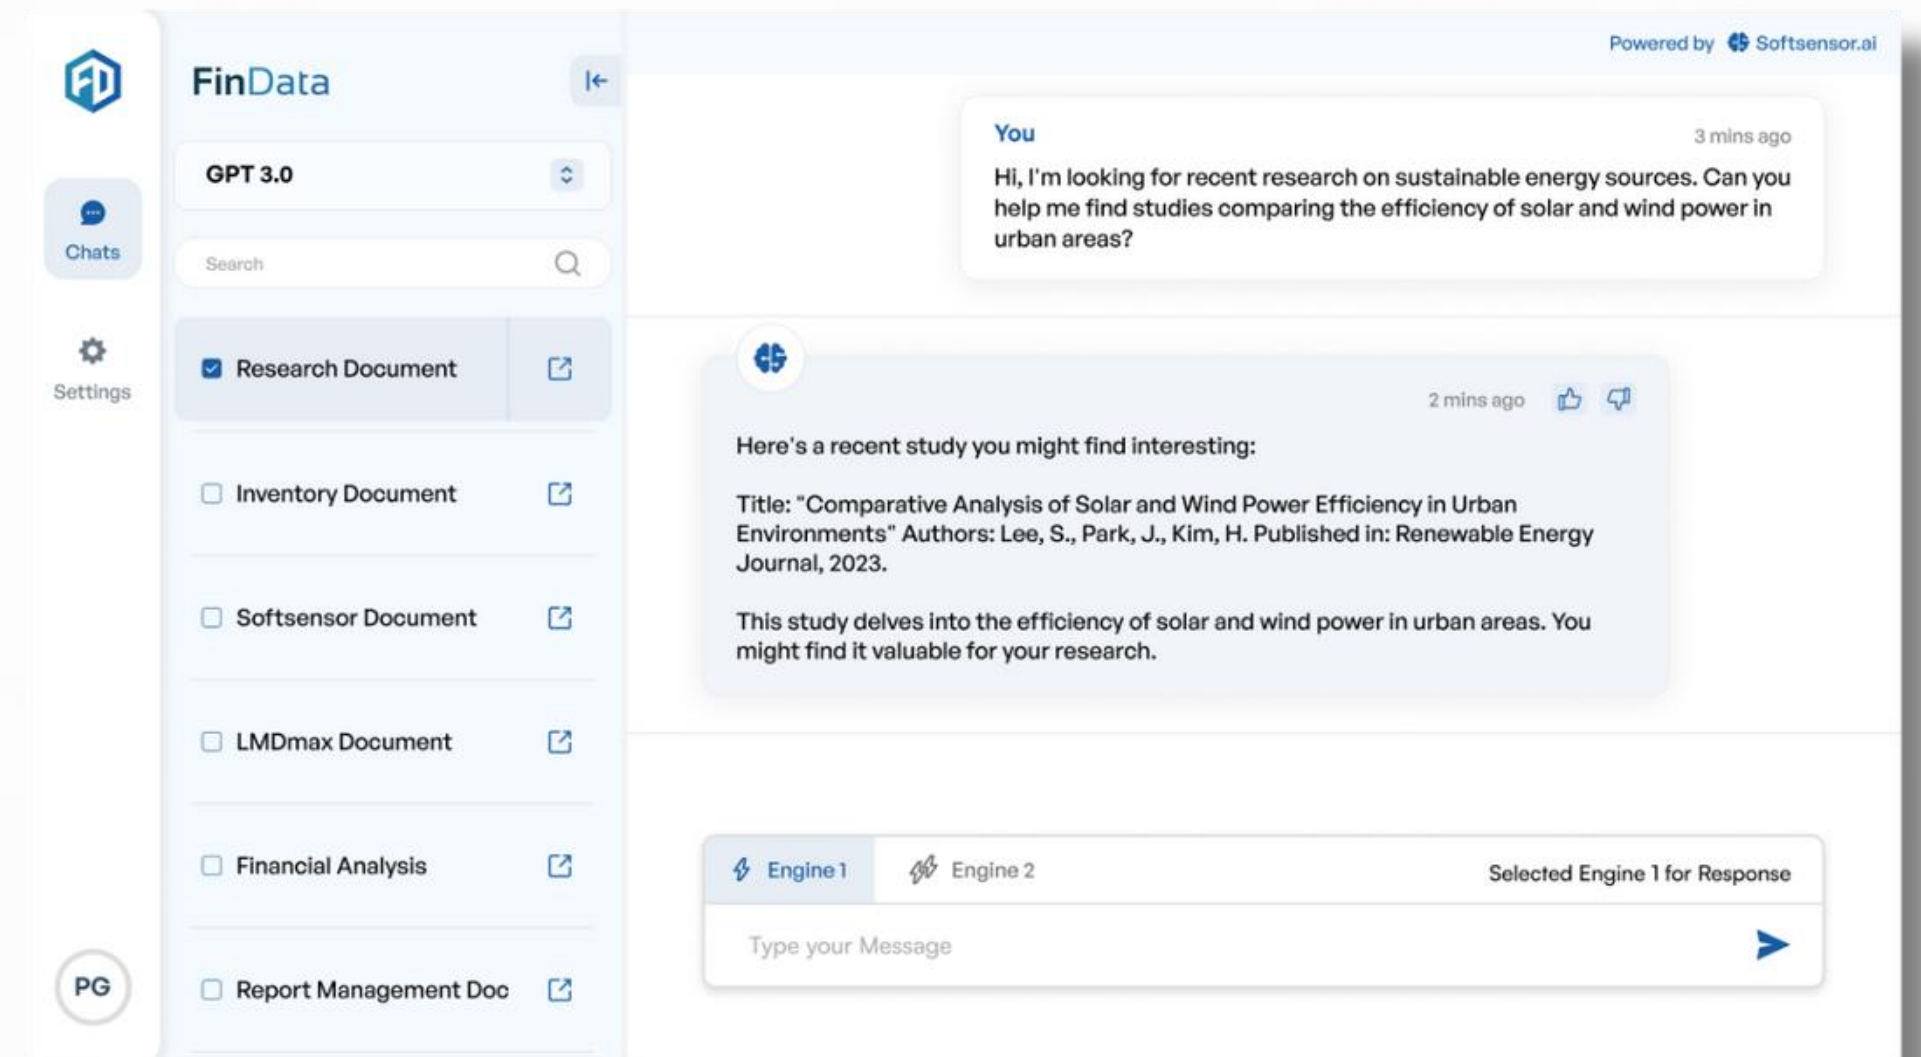 FD
Chats
Settings
PG
FinData
GPT 3.0
Search
Research Document
Inventory Document
Softsensor Document
LMDmax Document
Financial Analysis
Report Management Doc
Powered by Softsensor.ai
You
3 mins ago
Hi, I'm looking for recent research on sustainable energy sources. Can you
help me find studies comparing the efficiency of solar and wind power in
urban areas?
2 mins ago
Here's a recent study you might find interesting:
Title: "Comparative Analysis of Solar and Wind Power Efficiency in Urban
Environments" Authors: Lee, S., Park, J., Kim, H. Published in: Renewable Energy
Journal, 2023.
This study delves into the efficiency of solar and wind power in urban areas. You
might find it valuable for your research.
Engine 1
Engine 2
Selected Engine 1 for Response
Type your Message